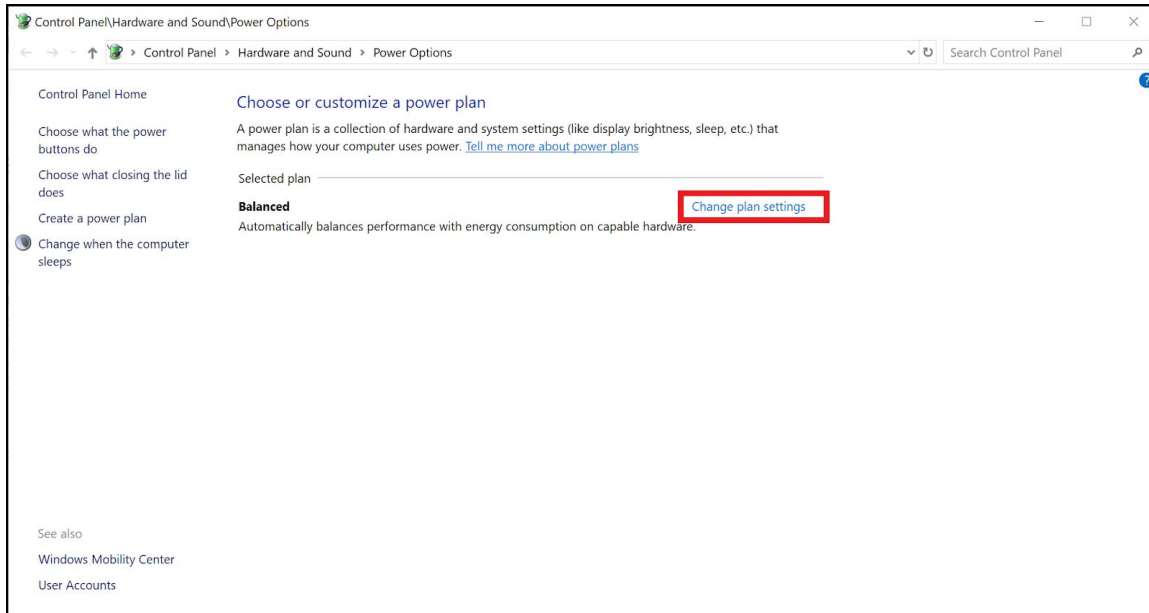 Control Panel\Hardware and Sound\Power Options
Control Panel > Hardware and Sound > Power Options
Search Control Panel
?
Control Panel Home
Choose what the power
buttons do
Choose what closing the lid
does
Create a power plan
Change when the computer
sleeps
Choose or customize a power plan
A power plan is a collection of hardware and system settings (like display brightness, sleep, etc.) that
manages how your computer uses power. Tell me more about power plans
Selected plan
Balanced
Change plan settings
Automatically balances performance with energy consumption on capable hardware.
See also
Windows Mobility Center
User Accounts